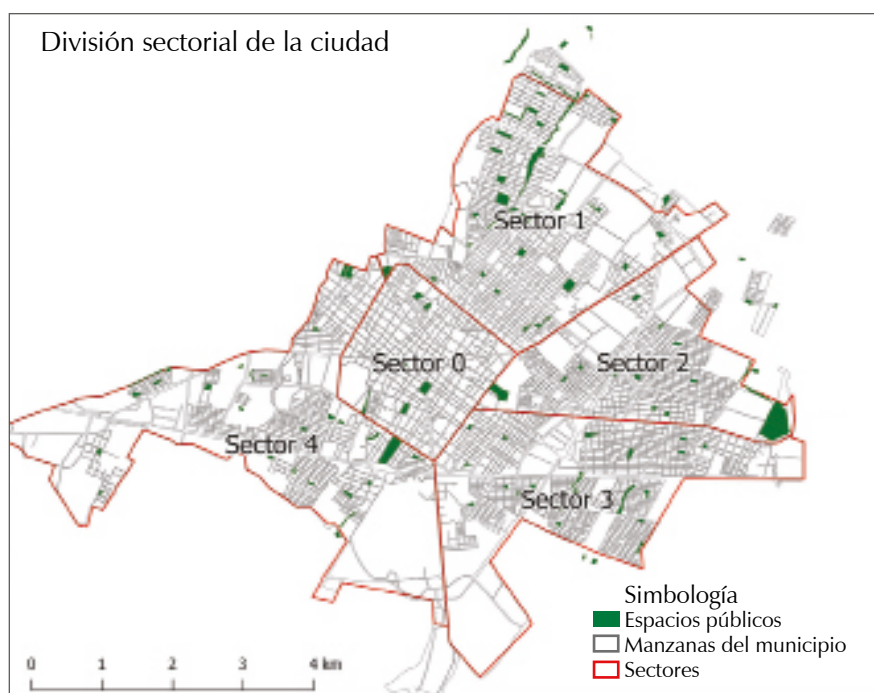 División sectorial de la ciudad
Sector 1
Sector 0
Sector 2
Sector 4
Sector 3
Simbología
Espacios públicos
Manzanas del municipio
Sectores
0 1 2 3 4 km